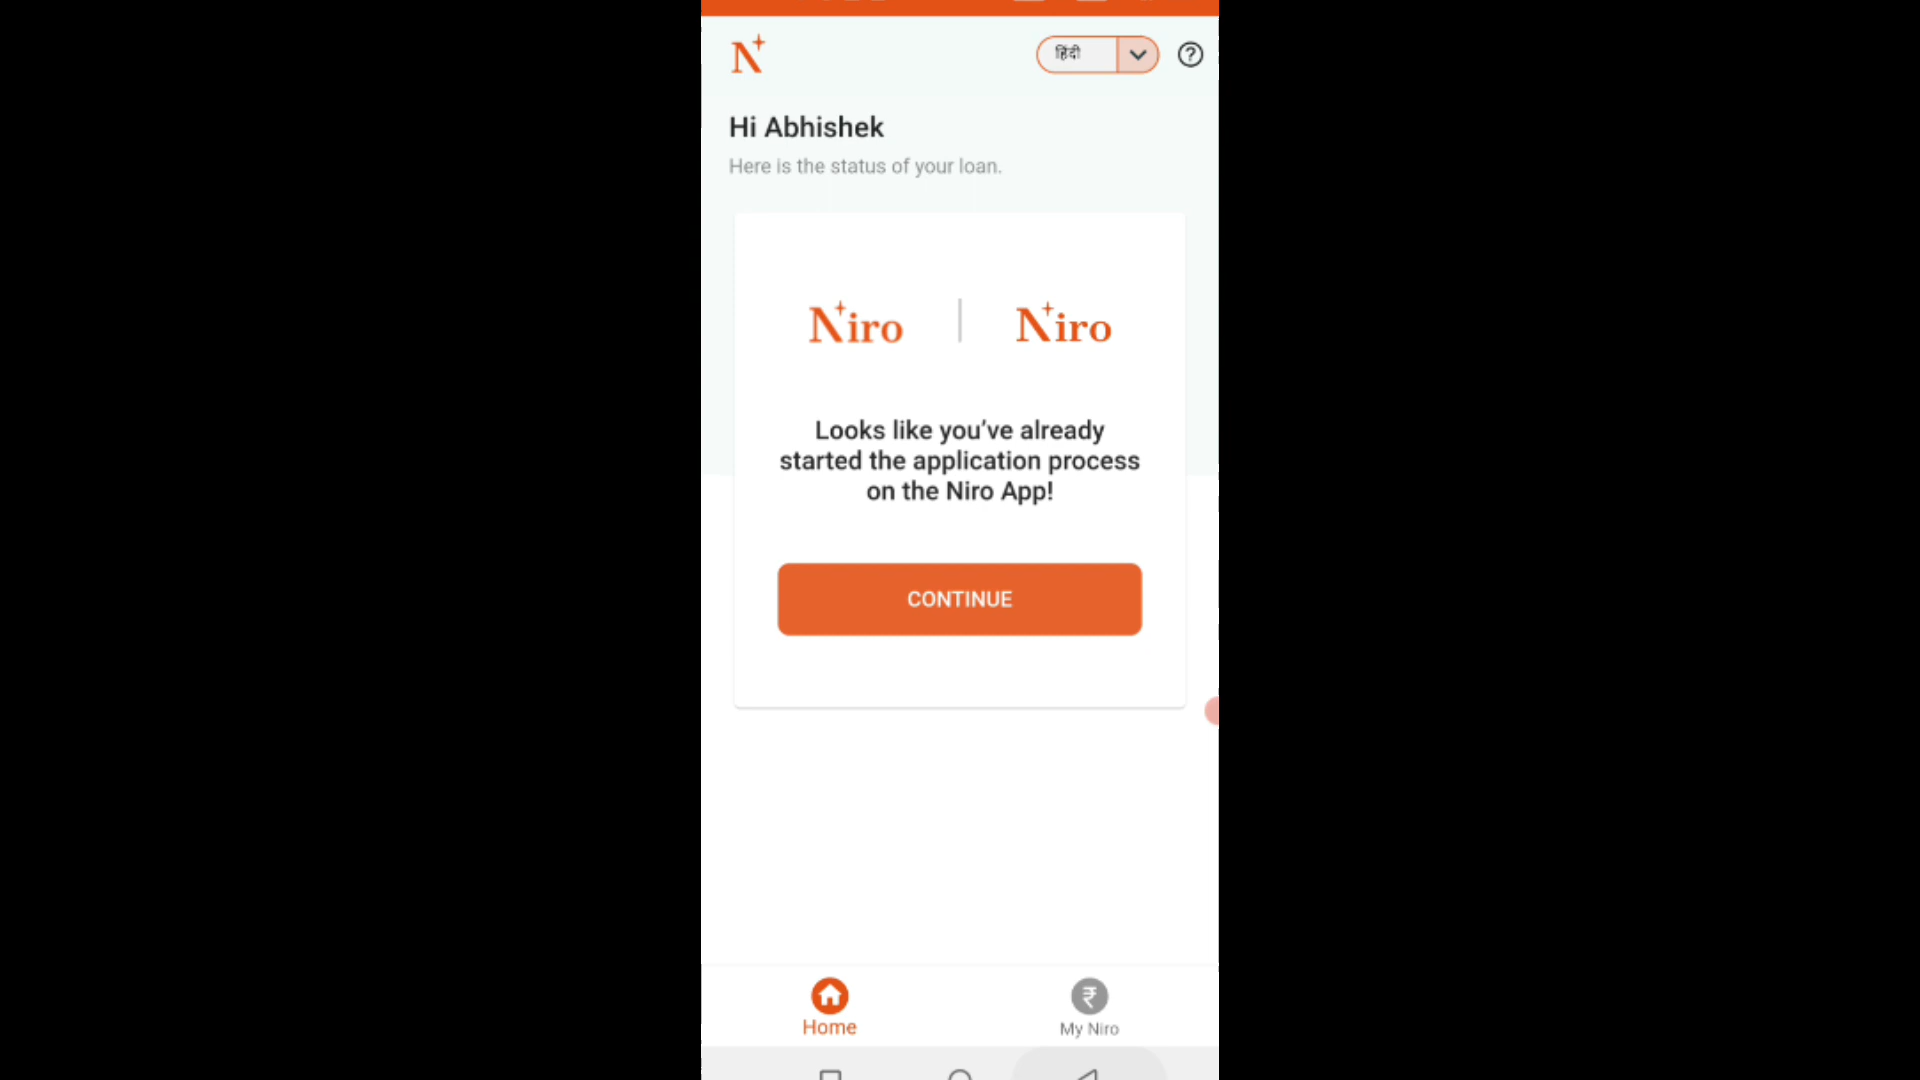 N
हिंदी
Hi Abhishek
Here is the status of your loan.
Niro | Niro
Looks like you’ve already
started the application process
on the Niro App!
CONTINUE
Home
My Niro